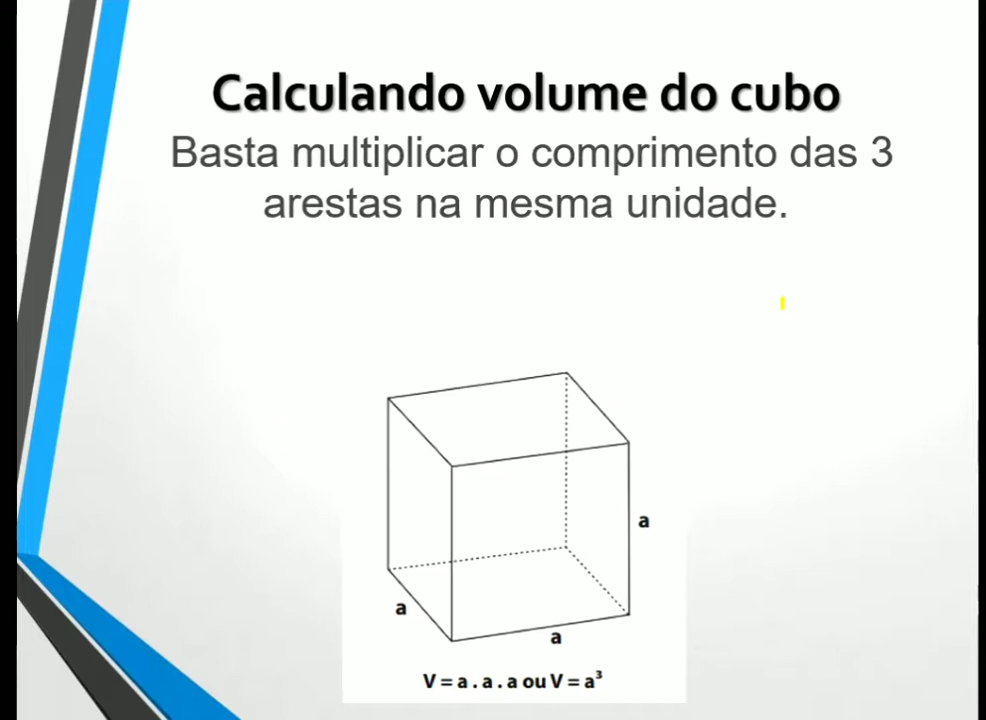 Calculando volume do cubo
Basta multiplicar o comprimento das 3
arestas na mesma unidade.
a
a
a
V = a . a . a ou V = a³